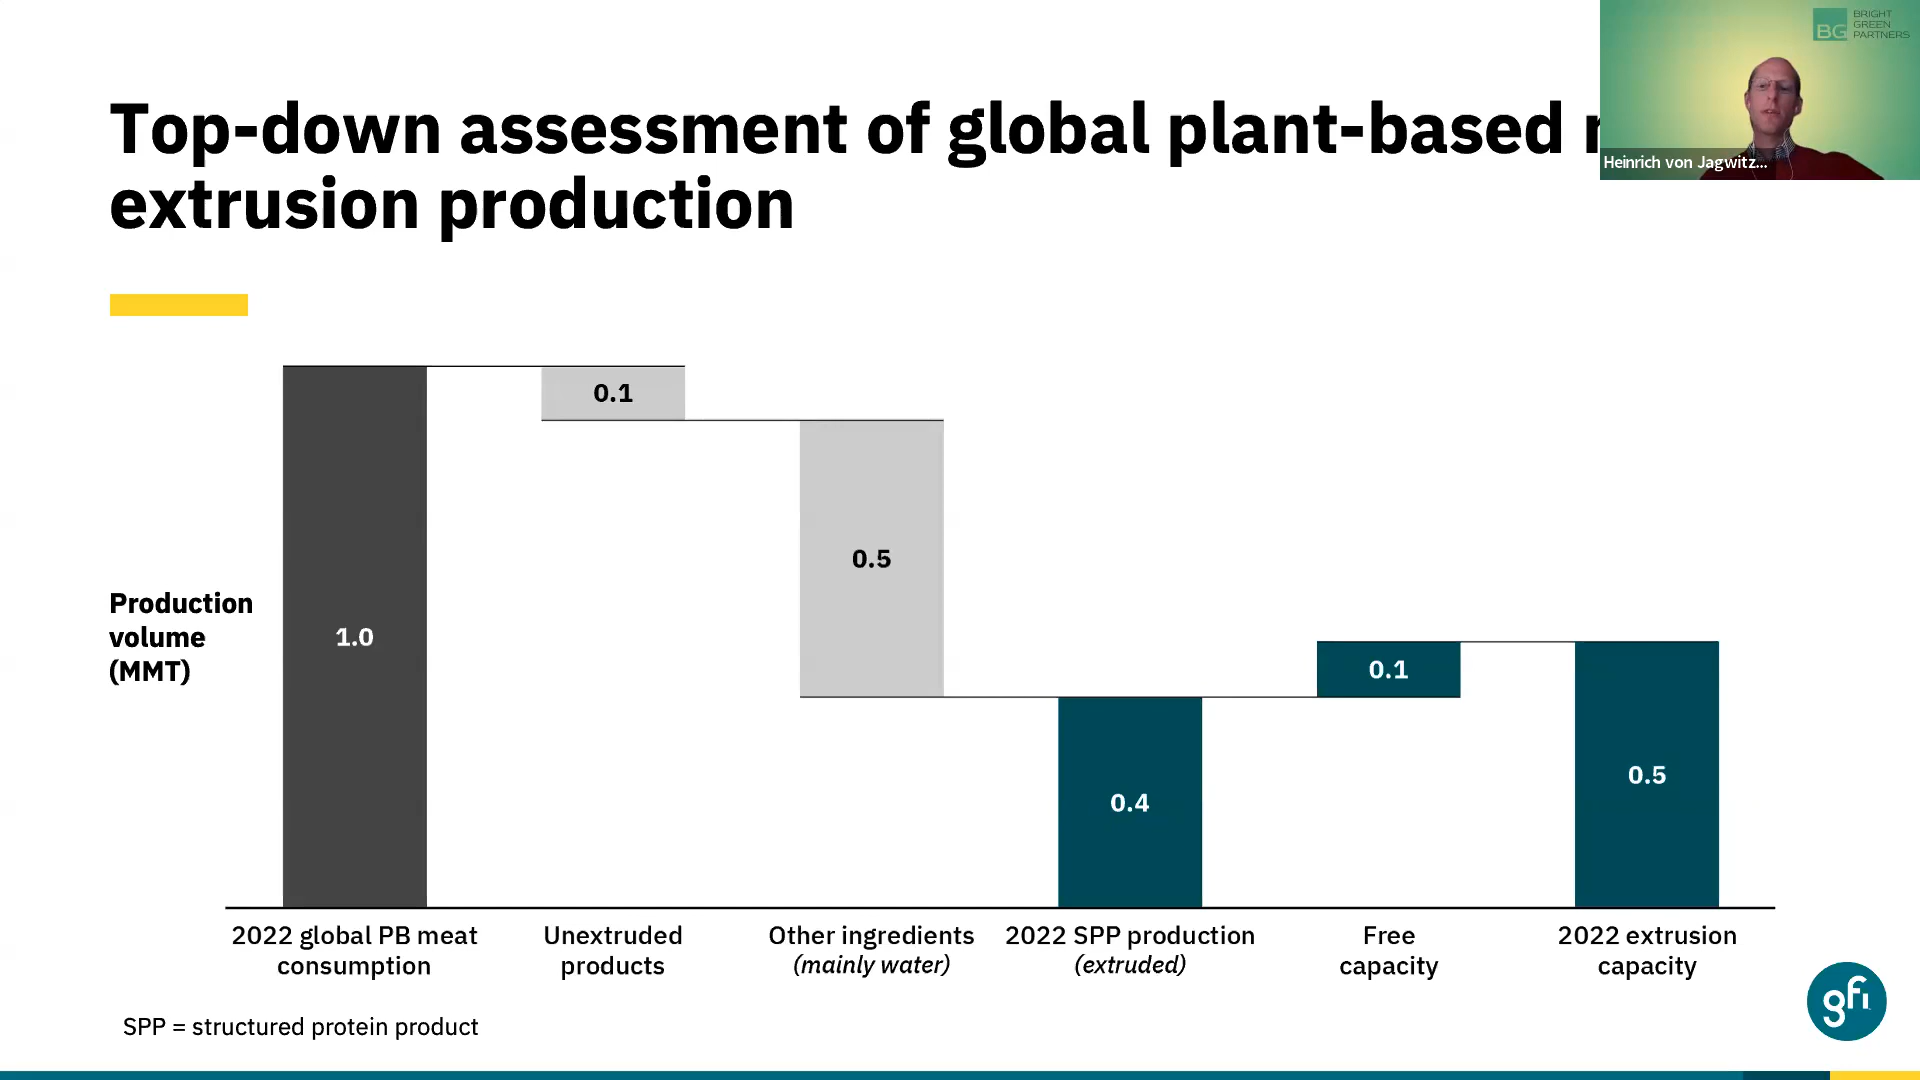 BRIGHT
GREEN
PARTNERS
BG
Heinrich von Jagwitz...
Top-down assessment of global plant-based
extrusion production
Production
volume
(MMT)
1.0
0.1
0.5
0.4
0.1
0.5
2022 global PB meat
consumption
Unextruded
products
Other ingredients
(mainly water)
2022 SPP production
(extruded)
Free
capacity
2022 extrusion
capacity
SPP = structured protein product
gfi